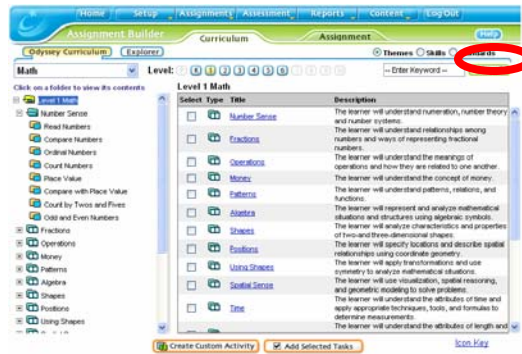 Home Setup Assignments Assessment Reports Content Log Out
Assignment Builder Curriculum Assignment Help
Odyssey Curriculum Explorer Themes Skills
Math Level: K 1 2 3 4 5 6 -- Enter Keyword --
Click on a folder to view its contents
Level 1 Math
Level 1 Math
Number Sense
Read Numbers
Compare Numbers
Ordinal Numbers
Count Numbers
Place Value
Compare with Place Value
Count by Twos and Fives
Odd and Even Numbers
Fractions
Operations
Money
Patterns
Algebra
Shapes
Positions
Using Shapes
Select Type Title Description
Number Sense The learner will understand numeration, number theory
and number systems.
Fractions The learner will understand relationships among
numbers and ways of representing fractional
numbers.
Operations The learner will understand the meanings of
operations and how they are related to one another.
Money The learner will understand the concept of money.
Patterns The learner will understand patterns, relations, and
functions.
Algebra The learner will represent and analyze mathematical
situations and structures using algebraic symbols.
Shapes The learner will analyze characteristics and properties
of two-and three-dimensional shapes.
Positions The learner will specify locations and describe spatial
relationships using coordinate geometry.
Using Shapes The learner will apply transformations and use
symmetry to analyze mathematical situations.
Spatial Sense The learner will use visualization, spatial reasoning,
and geometric modeling to solve problems.
Time The learner will understand the attributes of time and
apply appropriate techniques, tools, and formulas to
determine measurements.
The learner will understand the attributes of length and
Create Custom Activity Add Selected Tasks Icon Key